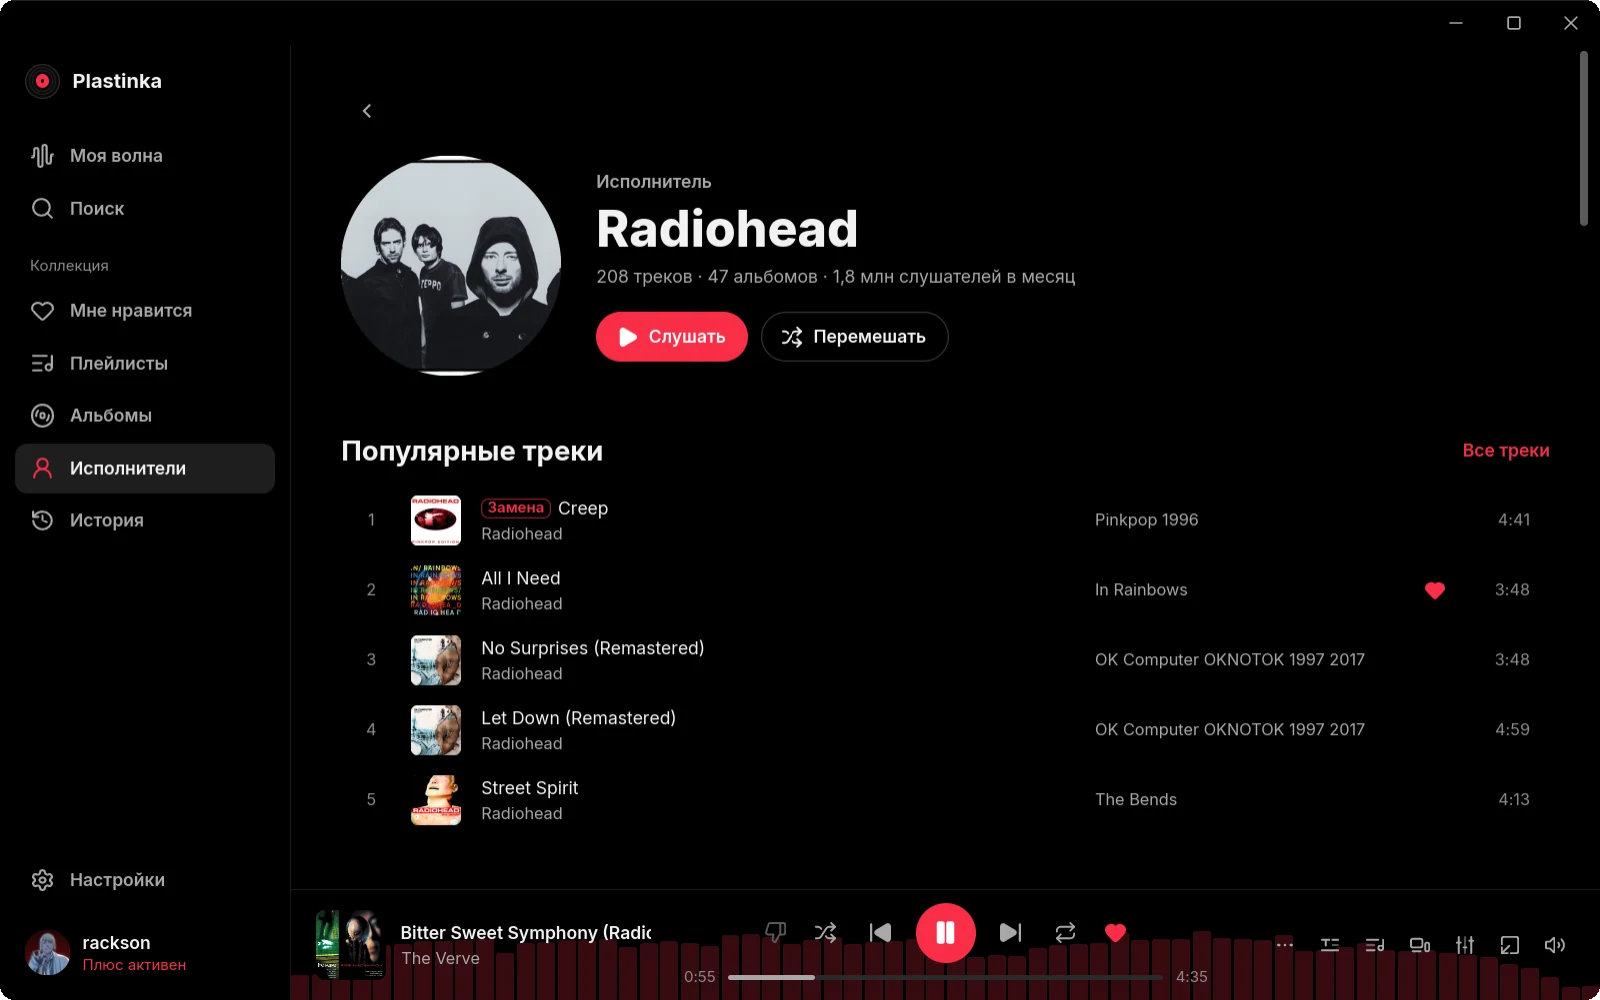 Plastinka
Моя волна
Поиск
Коллекция
Мне нравится
Плейлисты
Альбомы
Исполнители
История
Настройки
rackson
Плюс активен
Исполнитель
Radiohead
208 треков · 47 альбомов · 1,8 млн слушателей в месяц
Слушать
Перемешать
Популярные треки
Все треки
1
Замена Creep
Radiohead
Pinkpop 1996
4:41
2
All I Need
Radiohead
In Rainbows
3:48
3
No Surprises (Remastered)
Radiohead
OK Computer OKNOTOK 1997 2017
3:48
4
Let Down (Remastered)
Radiohead
OK Computer OKNOTOK 1997 2017
4:59
5
Street Spirit
Radiohead
The Bends
4:13
Bitter Sweet Symphony (Radi
The Verve
0:55
4:35